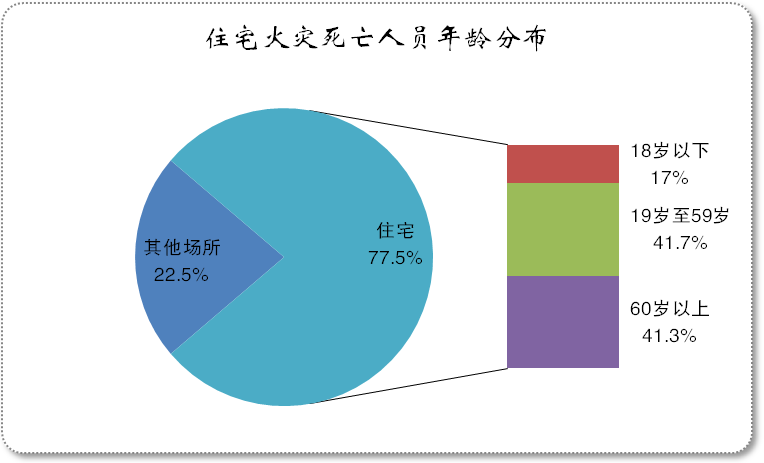 住宅火灾死亡人员年龄分布
其他场所
22.5%
住宅
77.5%
18岁以下
17%
19岁至59岁
41.7%
60岁以上
41.3%